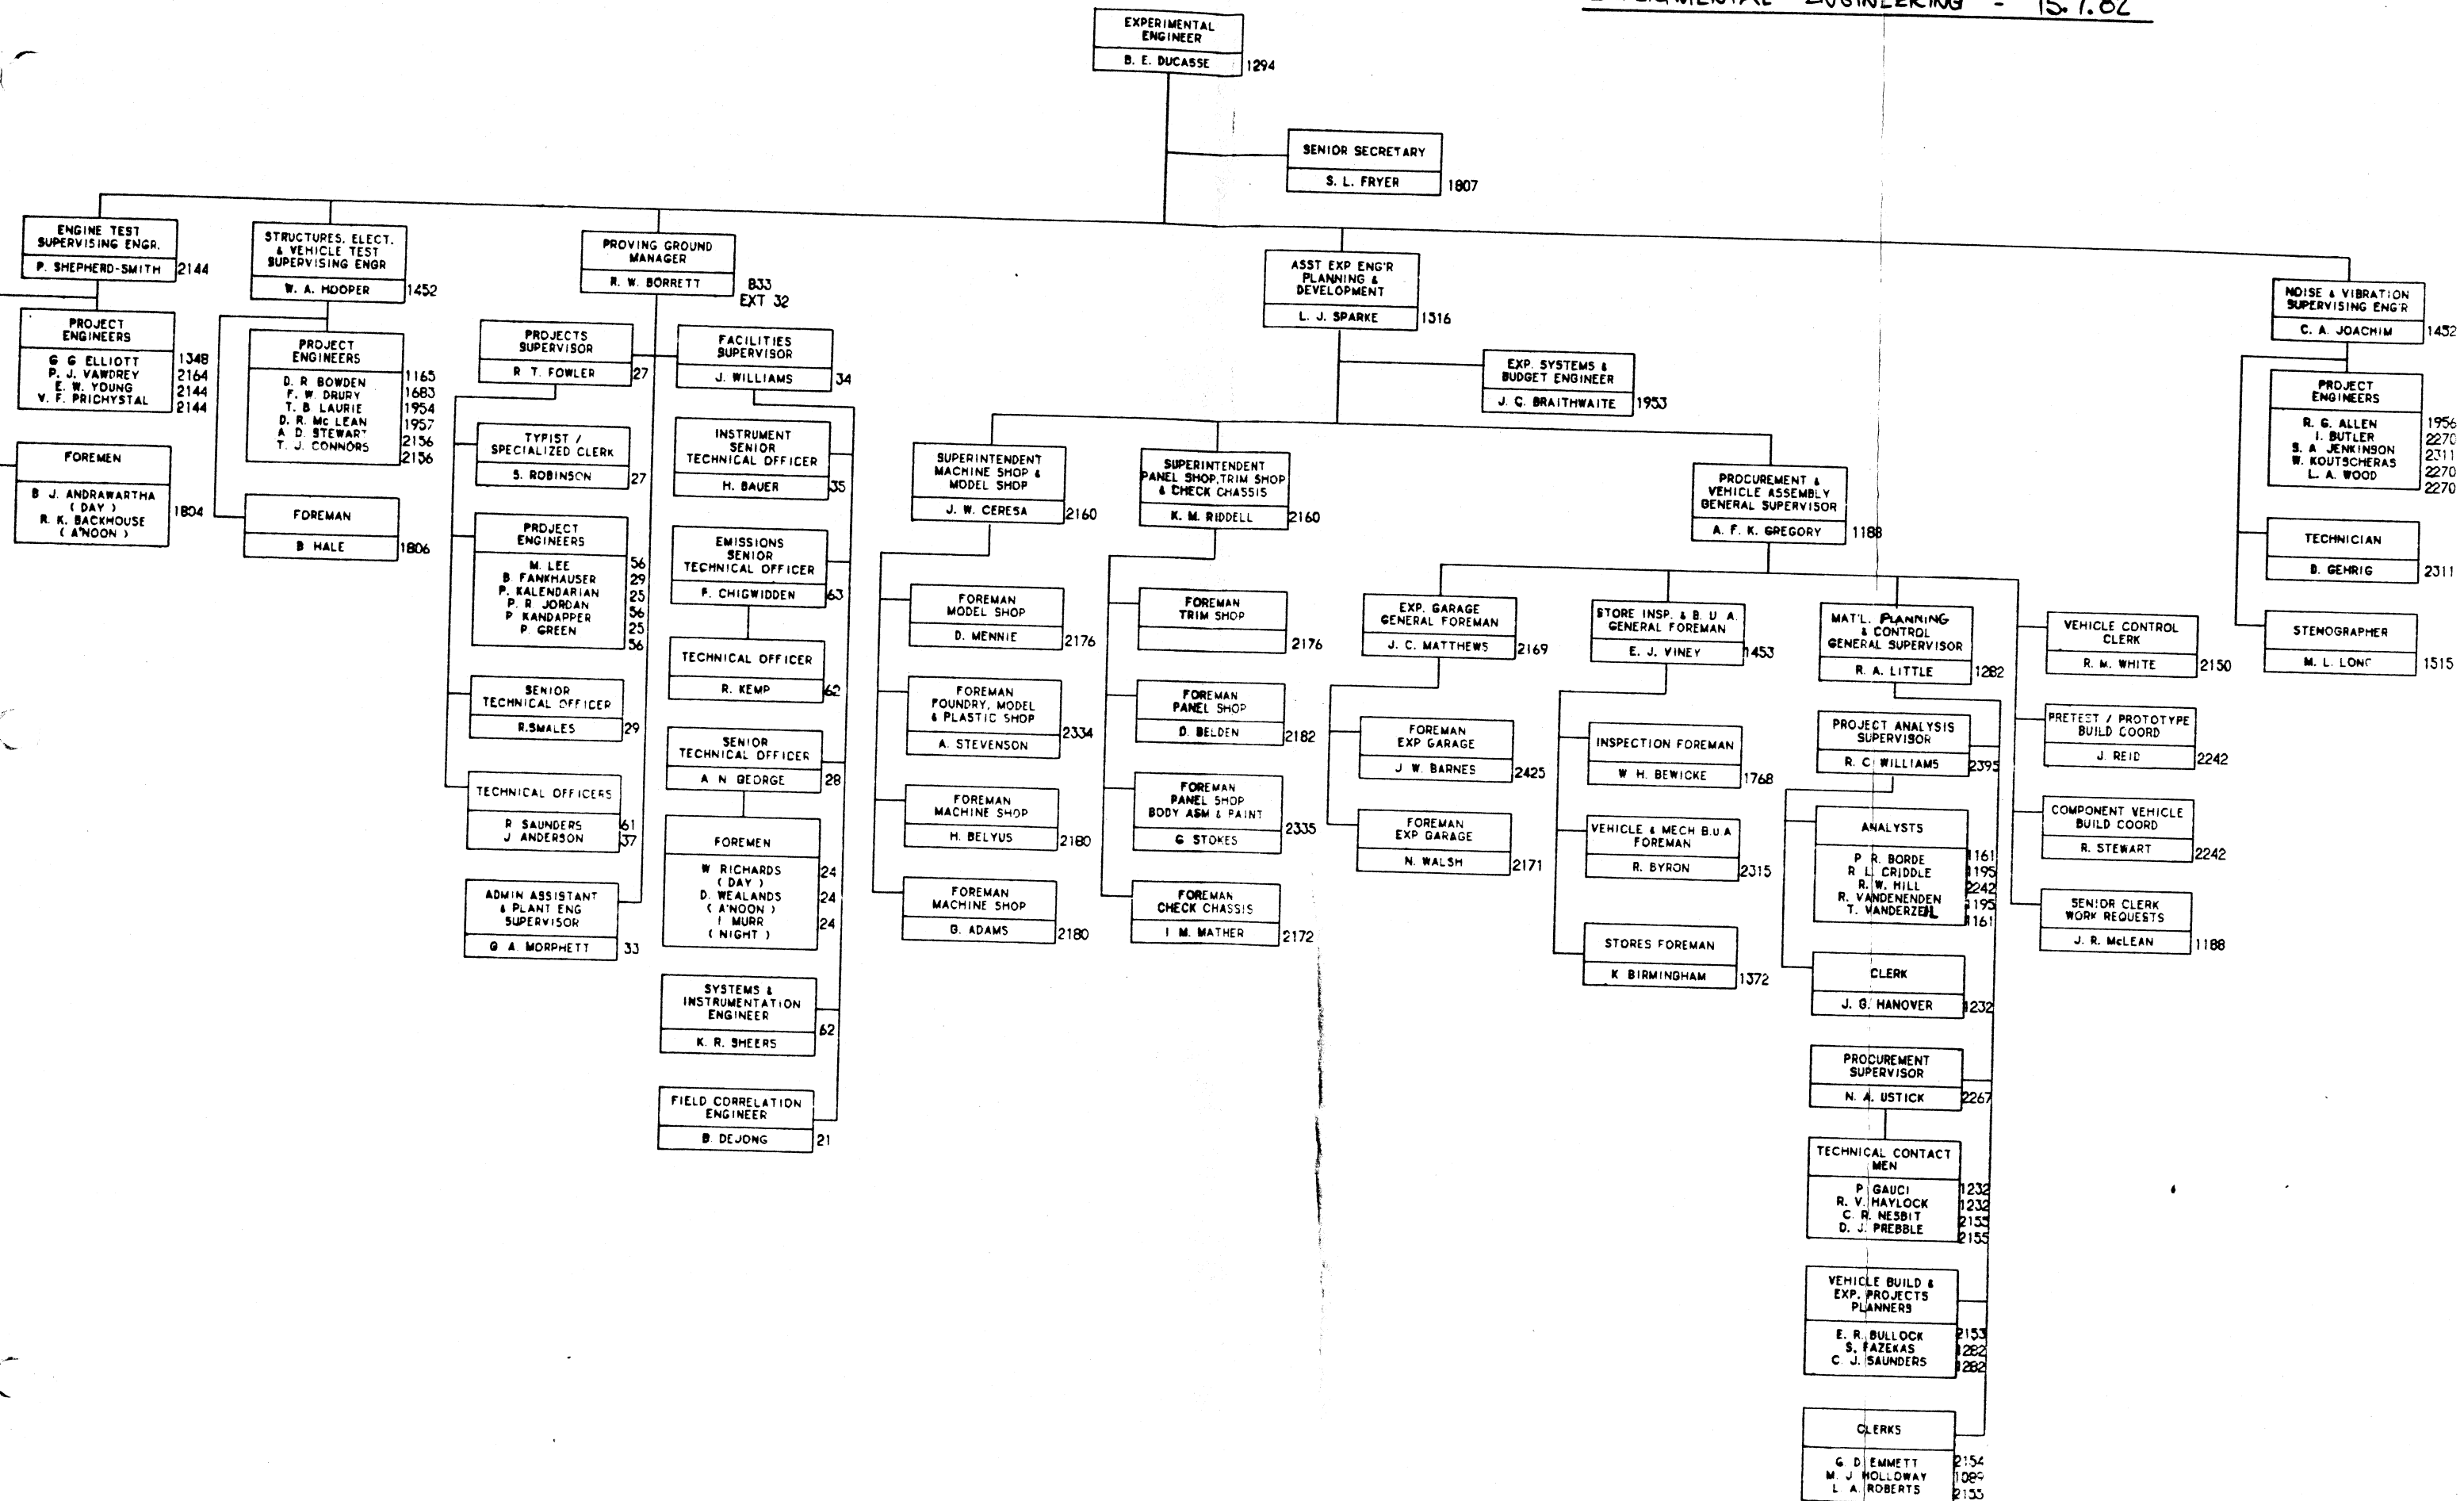 ENGINEERING - 15.7.82
EXPERIMENTAL
ENGINEER
B. E. DUCASSE 1294
SENIOR SECRETARY
S. L. FRYER 1807
ENGINE TEST
SUPERVISING ENGR.
P. SHEPHERD-SMITH 2144
PROJECT
ENGINEERS
G G ELLIOTT 1348
P. J. VAWDREY 2164
E. W. YOUNG 2144
V. F. PRICHYSTAL 2144
FOREMEN
B J. ANDRAWARTHA
( DAY ) 1804
R. K. BACKHOUSE
( A'NOON )
STRUCTURES, ELECT.
& VEHICLE TEST
SUPERVISING ENGR
W. A. HOOPER 1452
PROJECT
ENGINEERS
D. R BOWDEN 1165
F. W. DRURY 1683
T. B LAURIE 1954
D. R. Mc LEAN 1957
A D. STEWART 2156
T. J. CONNORS 2156
FOREMAN
B HALE 1806
PROVING GROUND
MANAGER
R. W. BORRETT 833
EXT 32
PROJECTS
SUPERVISOR
R T. FOWLER 27
TYPIST /
SPECIALIZED CLERK
S. ROBINSON 27
PROJECT
ENGINEERS
M. LEE 56
B FANKHAUSER 29
P. KALENDARIAN 25
P. R JORDAN 56
P KANDAPPER 25
P. GREEN 56
SENIOR
TECHNICAL OFFICER
R.SMALES 29
TECHNICAL OFFICERS
R SAUNDERS 61
J ANDERSON 37
ADMIN ASSISTANT
& PLANT ENG
SUPERVISOR
G A. MORPHETT 33
FACILITIES
SUPERVISOR
J. WILLIAMS 34
INSTRUMENT
SENIOR
TECHNICAL OFFICER
H. BAUER 35
EMISSIONS
SENIOR
TECHNICAL OFFICER
F. CHIGWIDDEN 63
TECHNICAL OFFICER
R. KEMP 62
SENIOR
TECHNICAL OFFICER
A N GEORGE 28
FOREMEN
W RICHARDS 24
( DAY )
D. WEALANDS 24
( A'NOON )
I MURR 24
( NIGHT )
SYSTEMS &
INSTRUMENTATION
ENGINEER
62
K. R. SHEERS
FIELD CORRELATION
ENGINEER
B. DEJONG 21
ASST EXP ENG'R
PLANNING &
DEVELOPMENT
L. J. SPARKE 1316
EXP. SYSTEMS &
BUDGET ENGINEER
J. C. BRAITHWAITE 1953
SUPERINTENDENT
MACHINE SHOP &
MODEL SHOP
J. W. CERESA 2160
FOREMAN
MODEL SHOP
D. MENNIE 2176
FOREMAN
FOUNDRY, MODEL
& PLASTIC SHOP
A. STEVENSON 2334
FOREMAN
MACHINE SHOP
H. BELYUS 2180
FOREMAN
MACHINE SHOP
G. ADAMS 2180
SUPERINTENDENT
PANEL SHOP, TRIM SHOP
& CHECK CHASSIS
K. M. RIDDELL 2160
FOREMAN
TRIM SHOP
2176
FOREMAN
PANEL SHOP
D. BELDEN 2182
FOREMAN
PANEL SHOP
BODY ASM & PAINT
G STOKES 2335
FOREMAN
CHECK CHASSIS
I M. MATHER 2172
PROCUREMENT &
VEHICLE ASSEMBLY
GENERAL SUPERVISOR
A. F. K. GREGORY 1188
EXP. GARAGE
GENERAL FOREMAN
J. C. MATTHEWS 2169
FOREMAN
EXP GARAGE
J W. BARNES 2425
FOREMAN
EXP GARAGE
N. WALSH 2171
STORE INSP. & B. U A.
GENERAL FOREMAN
E. J. VINEY 1453
INSPECTION FOREMAN
W H. BEWICKE 1768
VEHICLE & MECH B.U.A
FOREMAN
R. BYRON 2315
STORES FOREMAN
K BIRMINGHAM 1372
MAT'L. PLANNING
& CONTROL
GENERAL SUPERVISOR
R. A. LITTLE 1282
PROJECT ANALYSIS
SUPERVISOR
R. C. WILLIAMS 2395
ANALYSTS
P R. BORDE 1161
R L. CRIDDLE 1195
R. W. HILL 2242
R. VANDENENDEN 1195
T. VANDERZEIL 1161
CLERK
J. G. HANOVER 1232
PROCUREMENT
SUPERVISOR
N. A. USTICK 2267
TECHNICAL CONTACT
MEN
P GAUCI 1232
R. V. HAYLOCK 1232
C. R. NESBIT 2155
D. J. PREBBLE 2155
VEHICLE BUILD &
EXP. PROJECTS
PLANNERS
E. R. BULLOCK 2153
S. FAZEKAS 1282
C. J. SAUNDERS 1282
CLERKS
G D EMMETT 2154
M. J HOLLOWAY
L A. ROBERTS 2155
VEHICLE CONTROL
CLERK
R. M. WHITE 2150
PRETEST / PROTOTYPE
BUILD COORD
J. REID 2242
COMPONENT VEHICLE
BUILD COORD
R. STEWART 2242
SENIOR CLERK
WORK REQUESTS
J. R. McLEAN 1188
NOISE & VIBRATION
SUPERVISING ENG'R
C. A. JOACHIM 1452
PROJECT
ENGINEERS
R. G. ALLEN 1956
I. BUTLER 2270
S. A JENKINSON 2311
W. KOUTSCHERAS 2270
L. A. WOOD 2270
TECHNICIAN
D. GEHRIG 2311
STENOGRAPHER
M. L. LONG 1515